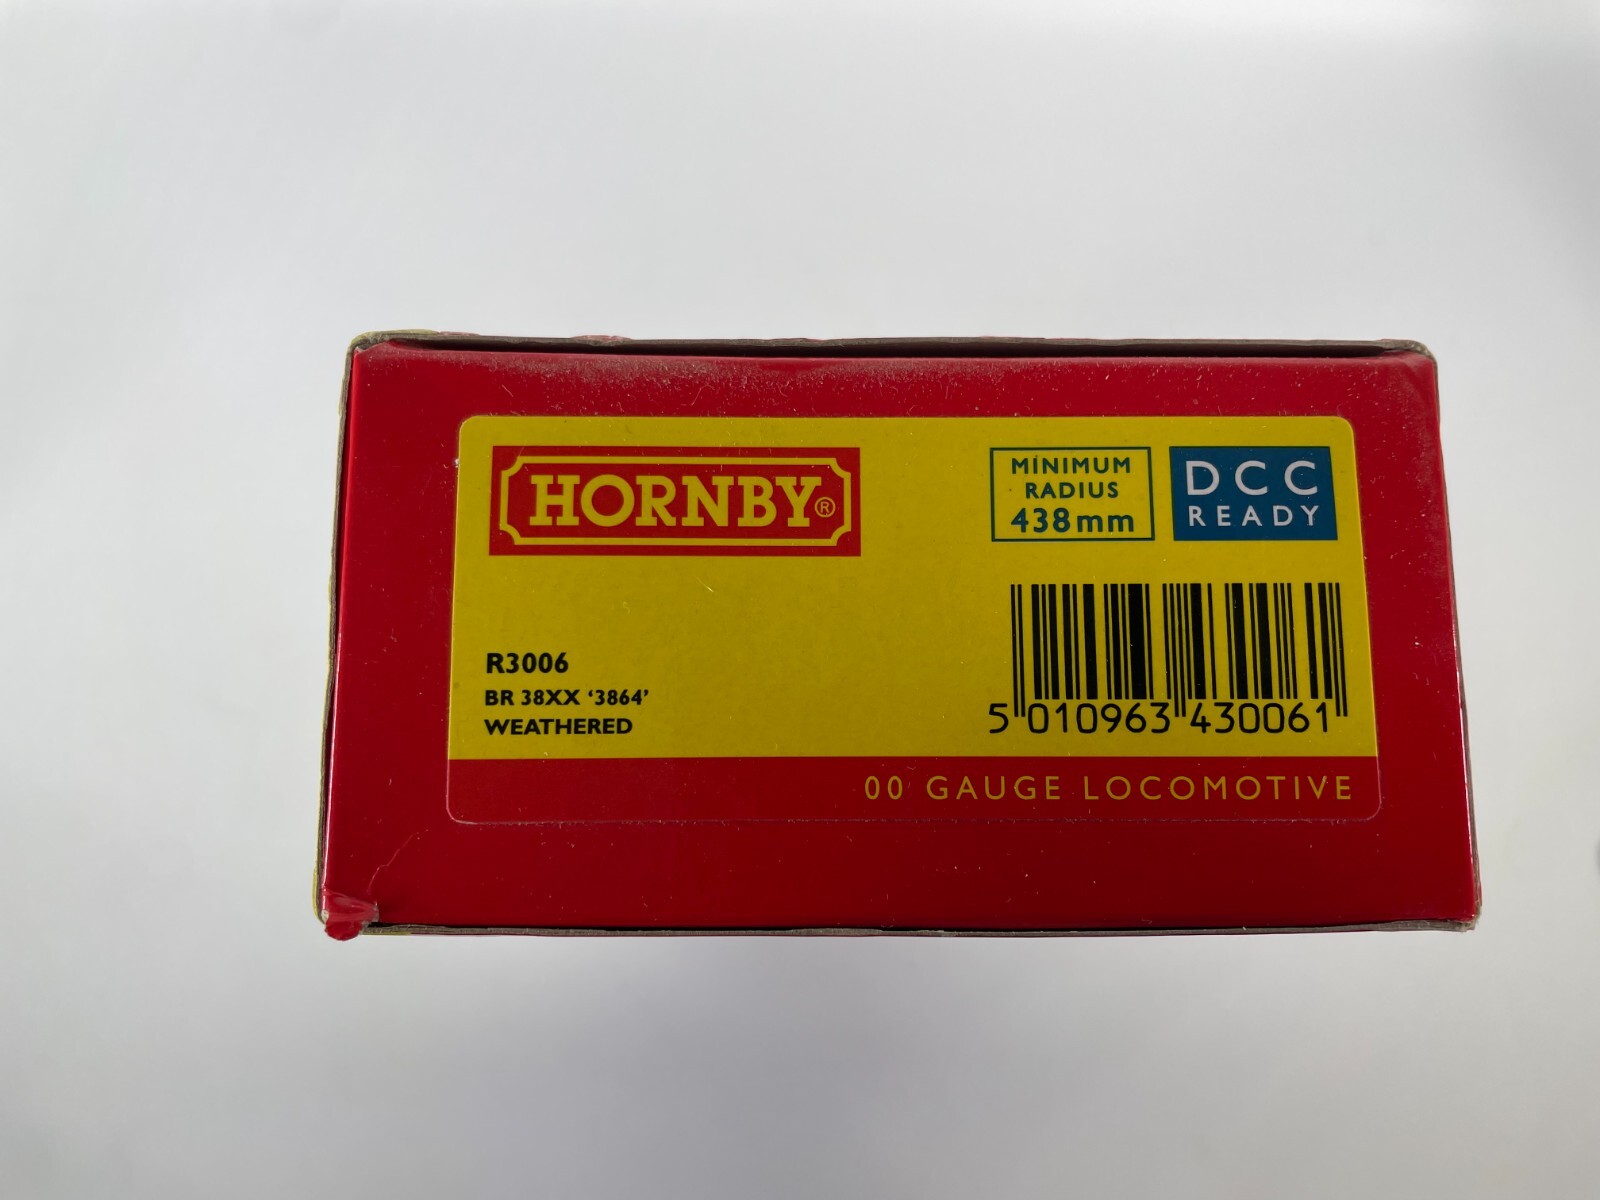 HORNBY®
MINIMUM
RADIUS
438mm
DCC
READY
R3006
BR 38XX ‘3864’
WEATHERED
5 010963 430061
00 GAUGE LOCOMOTIVE